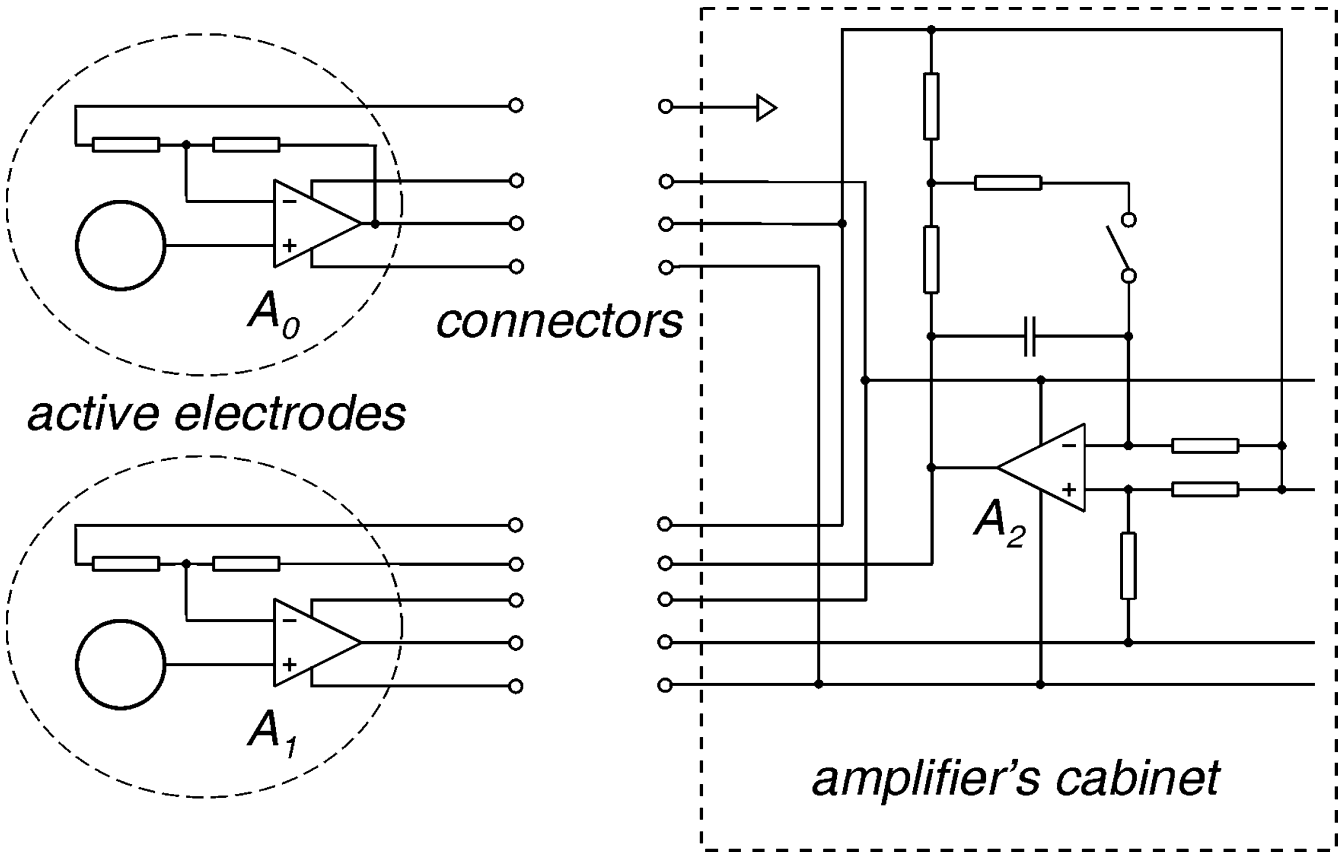 −
+
A0
connectors
active electrodes
−
+
A2
−
+
A1
amplifier's cabinet